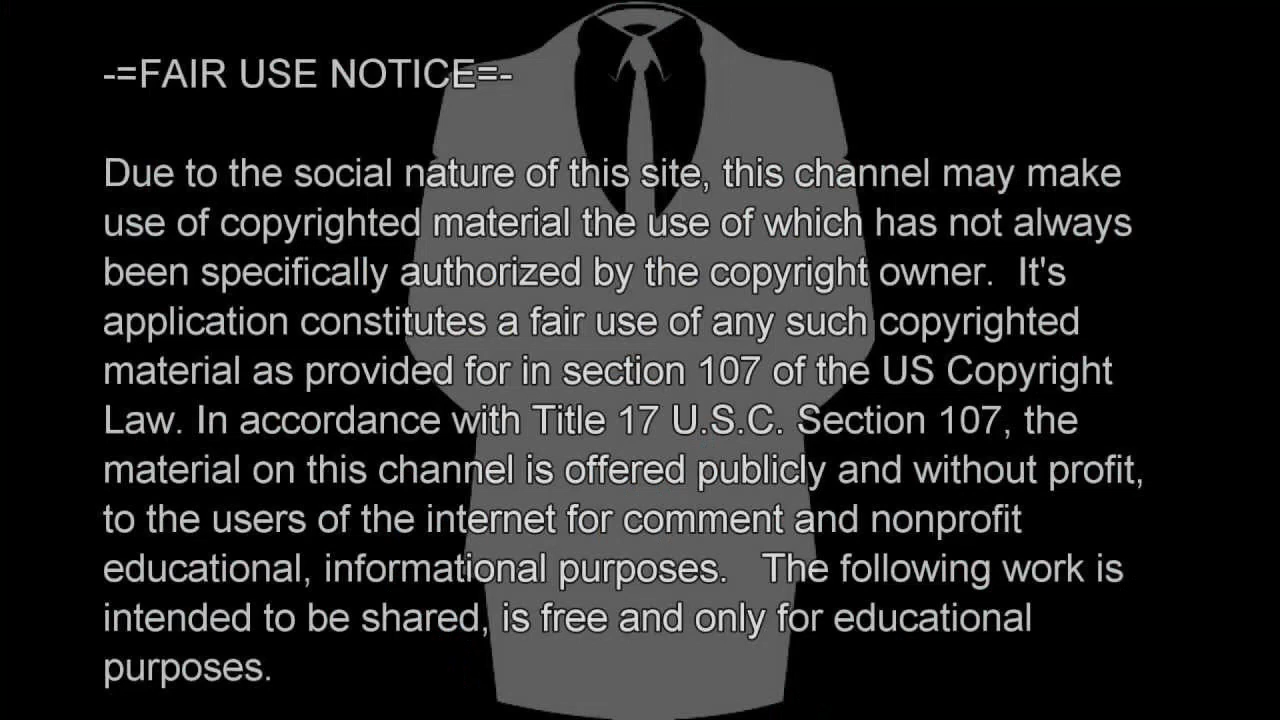 -=FAIR USE NOTICE=-
Due to the social nature of this site, this channel may make
use of copyrighted material the use of which has not always
been specifically authorized by the copyright owner.  It's
application constitutes a fair use of any such copyrighted
material as provided for in section 107 of the US Copyright
Law. In accordance with Title 17 U.S.C. Section 107, the
material on this channel is offered publicly and without profit,
to the users of the internet for comment and nonprofit
educational, informational purposes.   The following work is
intended to be shared, is free and only for educational
purposes.